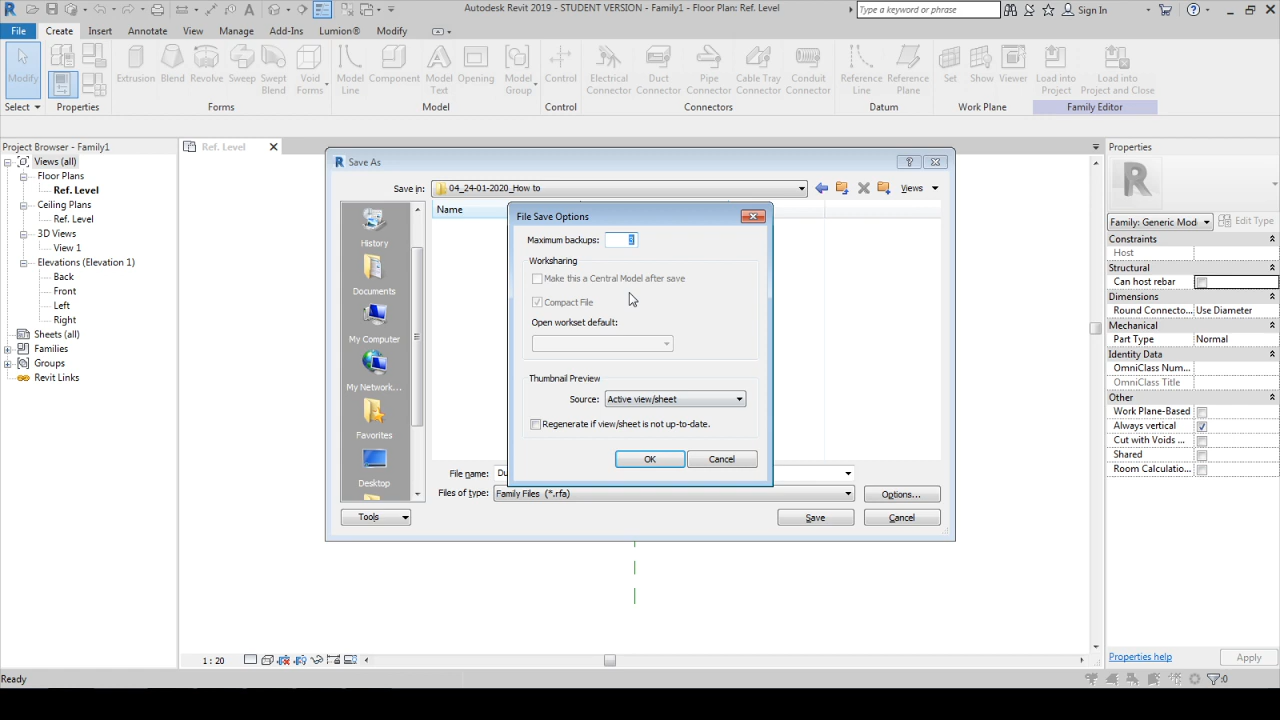 Autodesk Revit 2019 - STUDENT VERSION - Family1 - Floor Plan: Ref. Level
Type a keyword or phrase
Sign In
File Create Insert Annotate View Manage Add-Ins Lumion® Modify
Modify Extrusion Blend Revolve Sweep Swept Blend Void Forms Model Line Component Model Text Opening Model Group Control Electrical Connector Duct Connector Pipe Connector Cable Tray Connector Conduit Connector Reference Line Reference Plane Set Show Viewer Load into Project Load into Project and Close
Select Properties Forms Model Control Connectors Datum Work Plane Family Editor
Project Browser - Family1
Views (all)
Floor Plans
Ref. Level
Ceiling Plans
Ref. Level
3D Views
View 1
Elevations (Elevation 1)
Back
Front
Left
Right
Sheets (all)
Families
Groups
Revit Links
Ref. Level
Save As
Save in: 04_24-01-2020_How to
Views
Name
History
Documents
My Computer
My Network...
Favorites
Desktop
File Save Options
Maximum backups: 3
Worksharing
Make this a Central Model after save
Compact File
Open workset default:
Thumbnail Preview
Source: Active view/sheet
Regenerate if view/sheet is not up-to-date.
OK Cancel
File name:
Files of type: Family Files (*.rfa)
Options...
Tools
Save Cancel
Properties
R
Family: Generic Mod
Edit Type
Constraints
Host
Structural
Can host rebar
Dimensions
Round Connecto... Use Diameter
Mechanical
Part Type Normal
Identity Data
OmniClass Num...
OmniClass Title
Other
Work Plane-Based
Always vertical
Cut with Voids ...
Shared
Room Calculatio...
Properties help
Apply
1 : 20
Ready
:0